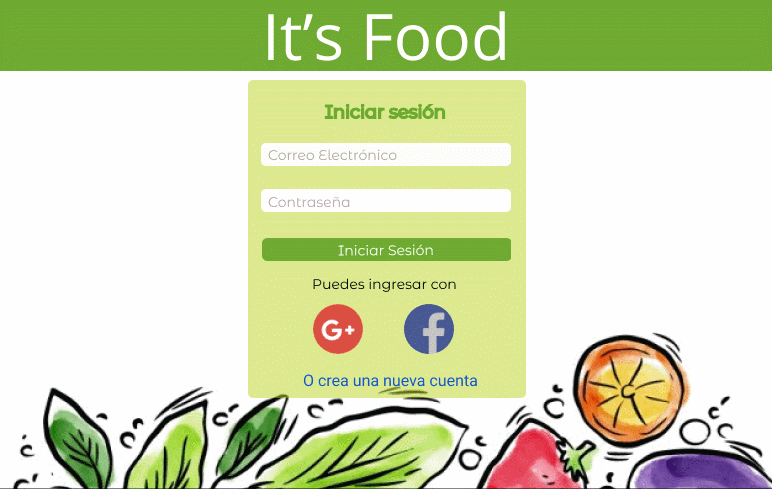 It's Food
Iniciar sesión
Correo Electrónico
Contraseña
Iniciar Sesión
Puedes ingresar con
G+ f
O crea una nueva cuenta